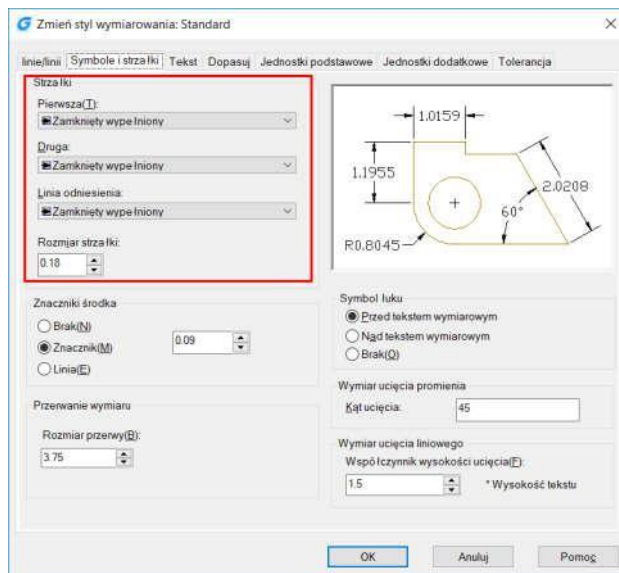 Zmień styl wymiarowania: Standard
linie/linii Symbole i strzałki Tekst Dopasuj Jednostki podstawowe Jednostki dodatkowe Tolerancja
Strzałki
Pierwsza(T):
Zamknięty wypełniony
Druga:
Zamknięty wypełniony
Linia odniesienia:
Zamknięty wypełniony
Rozmiar strzałki:
0.18
1.0159
1.1955
2.0208
60°
R0.8045
Znaczniki środka
Brak(N)
Znacznik(M)
0.09
Linia(E)
Przerwanie wymiaru
Rozmiar przerwy(B):
3.75
Symbol łuku
Przed tekstem wymiarowym
Nad tekstem wymiarowym
Brak(O)
Wymiar ucięcia promienia
Kąt ucięcia:
45
Wymiar ucięcia liniowego
Współczynnik wysokości ucięcia(F):
1.5
* Wysokość tekstu
OK Anuluj Pomoc